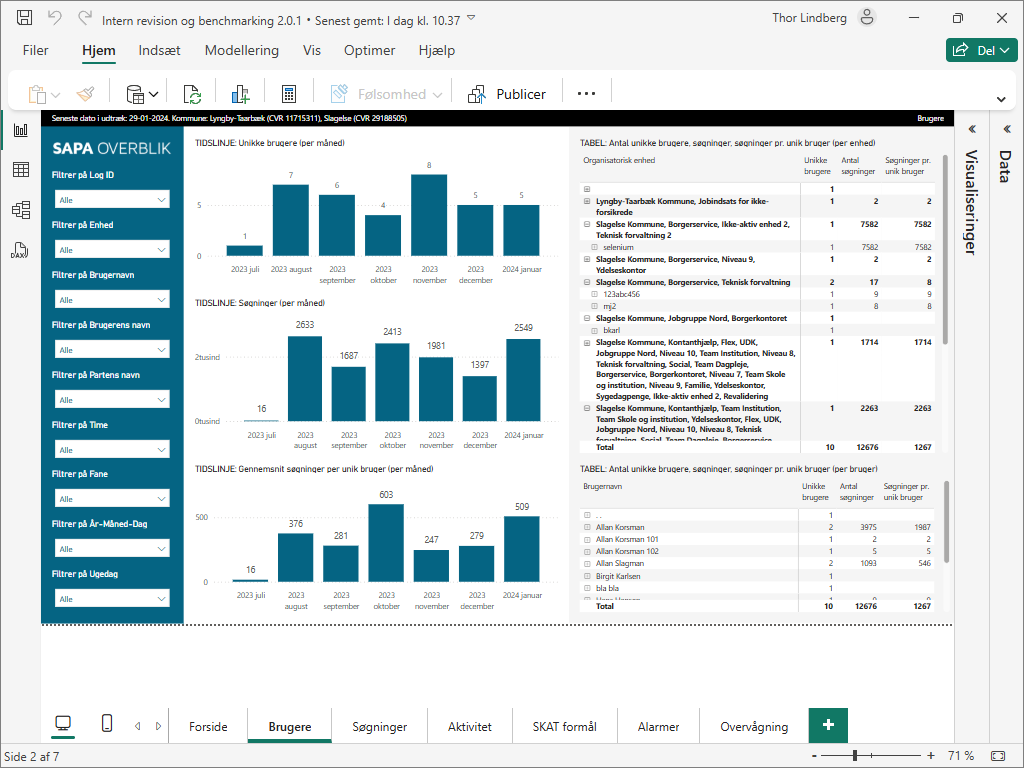 Intern revision og benchmarking 2.0.1 • Senest gemt: I dag kl. 10.37
Thor Lindberg
Filer Hjem Indsæt Modellering Vis Optimer Hjælp
Del
Følsomhed
Publicer
Seneste dato i udtræk: 29-01-2024. Kommune: Lyngby-Taarbæk (CVR 11715311), Slagelse (CVR 29188505)
Brugere
SAPA OVERBLIK
Filtrer på Log ID
Alle
Filtrer på Enhed
Alle
Filtrer på Brugernavn
Alle
Filtrer på Brugerens navn
Alle
Filtrer på Partens navn
Alle
Filtrer på Time
Alle
Filtrer på Fane
Alle
Filtrer på År-Måned-Dag
Alle
Filtrer på Ugedag
Alle
TIDSLINJE: Unikke brugere (per måned)
5
0
1 7 6 4 8 5 5
2023 juli 2023 august 2023 september 2023 oktober 2023 november 2023 december 2024 januar
TIDSLINJE: Søgninger (per måned)
2tusind
0tusind
16 2633 1687 2413 1981 1397 2549
2023 juli 2023 august 2023 september 2023 oktober 2023 november 2023 december 2024 januar
TIDSLINJE: Gennemsnit søgninger per unik bruger (per måned)
500
0
16 376 281 603 247 279 509
2023 juli 2023 august 2023 september 2023 oktober 2023 november 2023 december 2024 januar
TABEL: Antal unikke brugere, søgninger, søgninger pr. unik bruger (per enhed)
Organisatorisk enhed Unikke brugere Antal søgninger Søgninger pr. unik bruger
1
Lyngby-Taarbæk Kommune, Jobindsats for ikke- 1 2 2
forsikrede
Slagelse Kommune, Borgerservice, Ikke-aktiv enhed 2, 1 7582 7582
Teknisk forvaltning 2
selenium 1 7582 7582
Slagelse Kommune, Borgerservice, Niveau 9, 1 2 2
Ydelseskontor
Slagelse Kommune, Borgerservice, Teknisk forvaltning 2 17 8
123abc456 1 9 9
mj2 1 8 8
Slagelse Kommune, Jobgruppe Nord, Borgerkontoret 1
bkarl 1
Slagelse Kommune, Kontanthjælp, Flex, UDK, 1 1714 1714
Jobgruppe Nord, Niveau 10, Team Institution, Niveau 8,
Teknisk forvaltning, Social, Team Dagpleje,
Borgerservice, Borgerkontoret, Niveau 7, Team Skole
og institution, Niveau 9, Familie, Ydelseskontor,
Sygedagpenge, Ikke-aktiv enhed 2, Revalidering
Slagelse Kommune, Kontanthjælp, Team Institution, 1 2263 2263
Team Skole og institution, Ydelseskontor, Flex, UDK,
Jobgruppe Nord, Niveau 10, Niveau 8, Teknisk
forvaltning, Social, Team Dagpleje, Borgerservice
Total 10 12676 1267
TABEL: Antal unikke brugere, søgninger, søgninger pr. unik bruger (per bruger)
Brugernavn Unikke brugere Antal søgninger Søgninger pr. unik bruger
. . 1
Allan Korsman 2 3975 1987
Allan Korsman 101 1 2 2
Allan Korsman 102 1 5 5
Allan Slagman 2 1093 546
Birgit Karlsen 1
bla bla 1
Total 10 12676 1267
Visualiseringer
Data
DAX
Forside Brugere Søgninger Aktivitet SKAT formål Alarmer Overvågning +
Side 2 af 7
- + 71 %